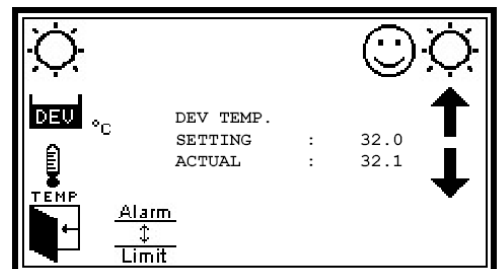 DEV
°C
DEV TEMP.
SETTING : 32.0
ACTUAL : 32.1
TEMP
Alarm
Limit